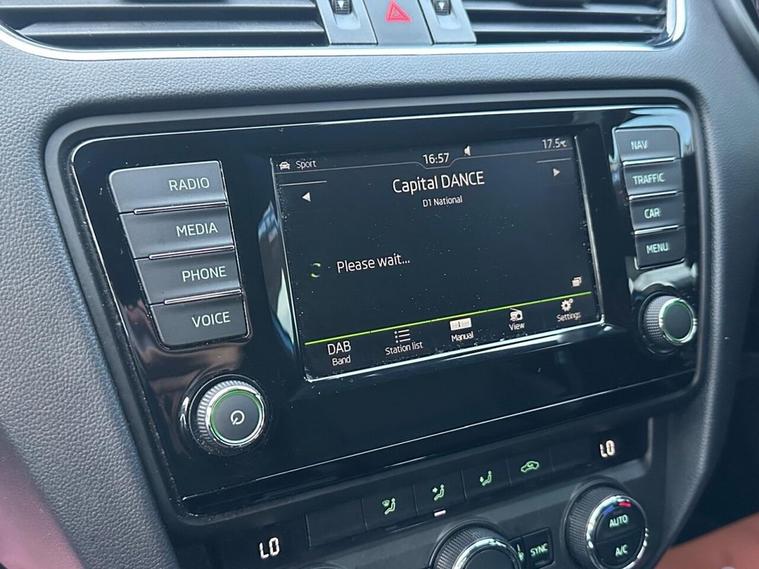 Sport
16:57
17.5°C
Capital DANCE
D1 National
Please wait...
DAB
Band
Station list
Manual
View
Settings
RADIO
MEDIA
PHONE
VOICE
NAV
TRAFFIC
CAR
MENU
LO
LO
SYNC
AUTO
A/C